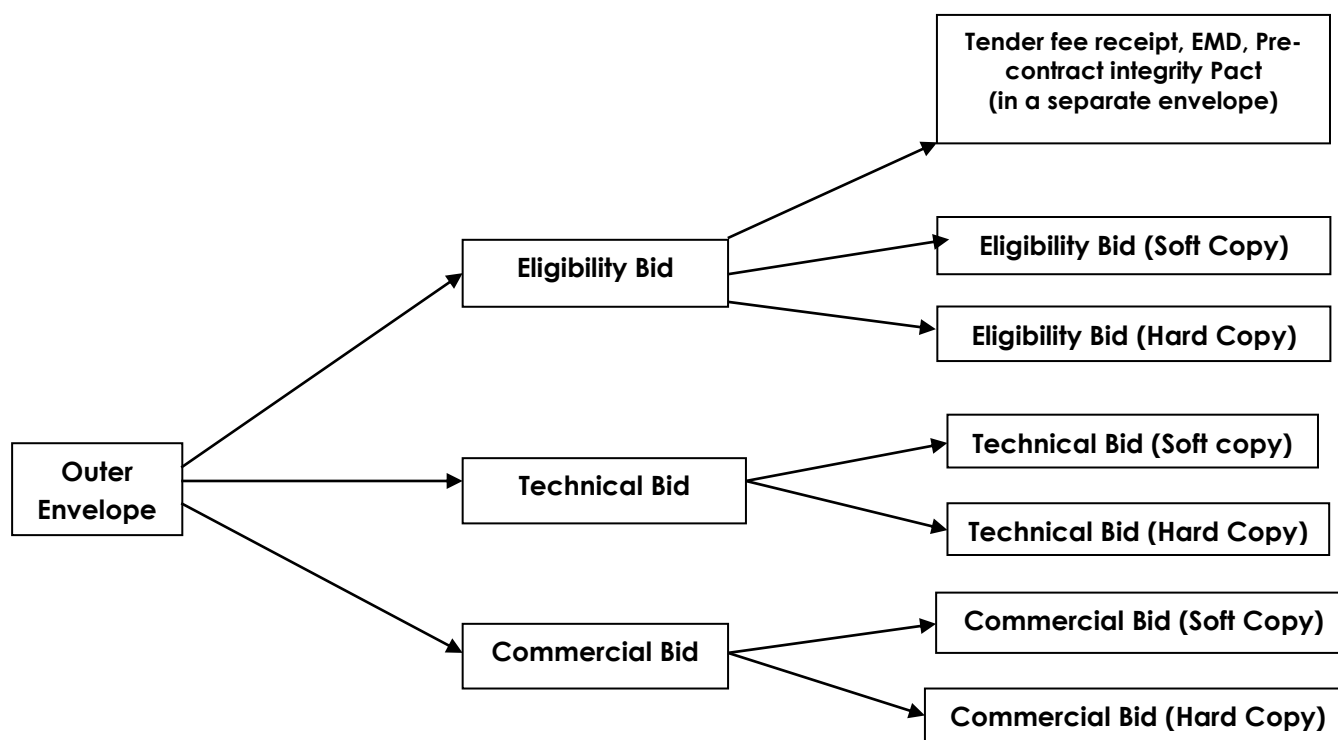 Tender fee receipt, EMD, Pre-
contract integrity Pact
(in a separate envelope)
Eligibility Bid
Eligibility Bid (Soft Copy)
Eligibility Bid (Hard Copy)
Outer
Envelope
Technical Bid
Technical Bid (Soft copy)
Technical Bid (Hard Copy)
Commercial Bid
Commercial Bid (Soft Copy)
Commercial Bid (Hard Copy)